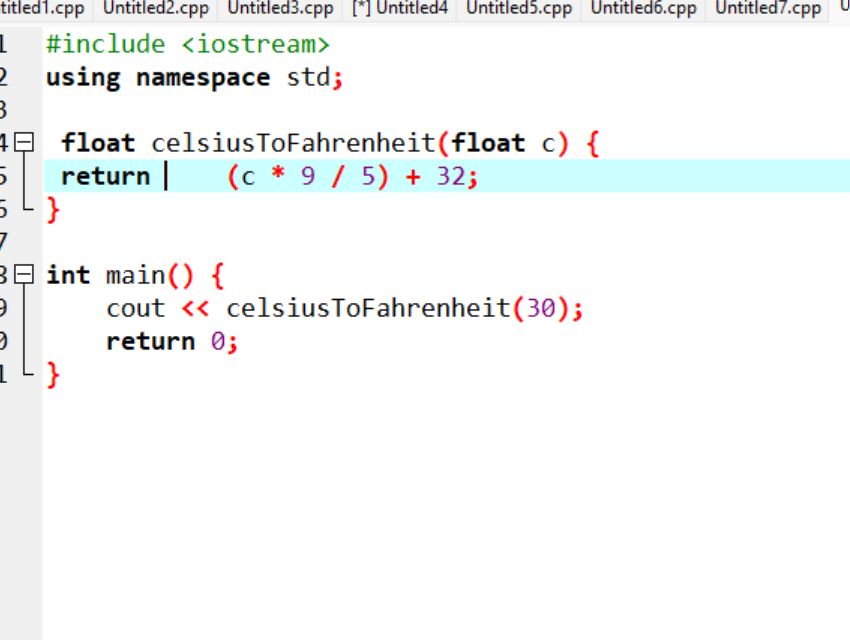 titled1.cpp Untitled2.cpp Untitled3.cpp [*] Untitled4 Untitled5.cpp Untitled6.cpp Untitled7.cpp
1 #include <iostream>
2 using namespace std;
3
4 float celsiusToFahrenheit(float c) {
5 return (c * 9 / 5) + 32;
6 }
7
8 int main() {
9 cout << celsiusToFahrenheit(30);
0 return 0;
1 }